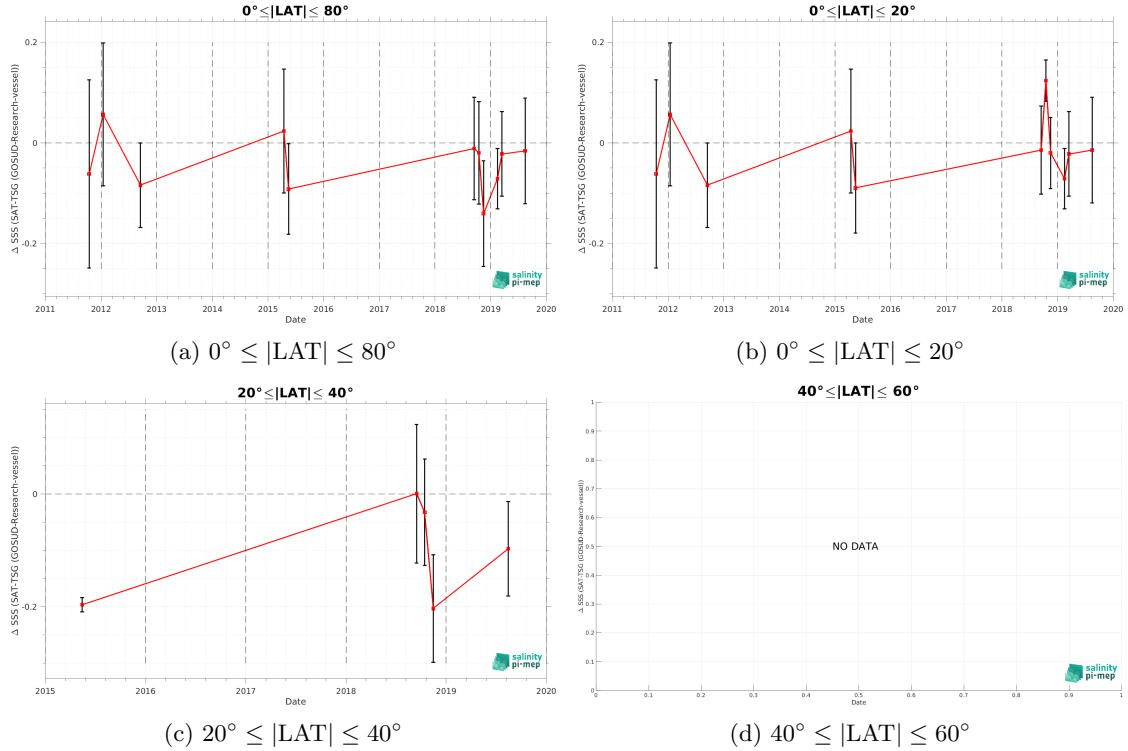 0°≤|LAT|≤ 80°
Δ SSS (SAT-TSG (GOSUD-Research-vessel))
0.2
0
-0.2
2011 2012 2013 2014 2015 2016 2017 2018 2019 2020
Date
salinity
pi-mep
(a) 0° ≤ |LAT| ≤ 80°
0°≤|LAT|≤ 20°
Δ SSS (SAT-TSG (GOSUD-Research-vessel))
0.2
0
-0.2
2011 2012 2013 2014 2015 2016 2017 2018 2019 2020
Date
salinity
pi-mep
(b) 0° ≤ |LAT| ≤ 20°
20°≤|LAT|≤ 40°
Δ SSS (SAT-TSG (GOSUD-Research-vessel))
0
-0.2
2015 2016 2017 2018 2019 2020
Date
salinity
pi-mep
(c) 20° ≤ |LAT| ≤ 40°
40°≤|LAT|≤ 60°
Δ SSS (SAT-TSG (GOSUD-Research-vessel))
1
0.9
0.8
0.7
0.6
0.5
0.4
0.3
0.2
0.1
0
NO DATA
0 0.1 0.2 0.3 0.4 0.5 0.6 0.7 0.8 0.9 1
Date
salinity
pi-mep
(d) 40° ≤ |LAT| ≤ 60°